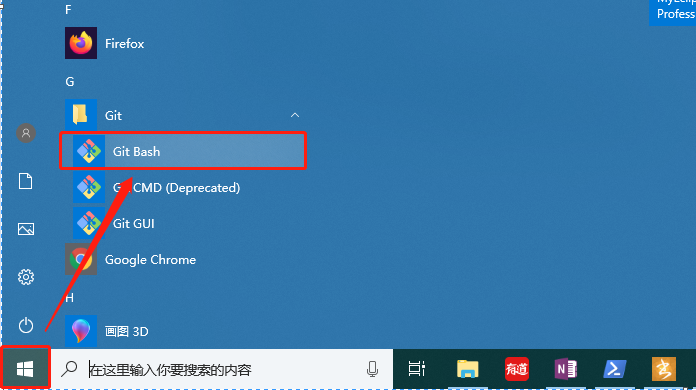 MyEclip
Profess
F
Firefox
G
Git
Git Bash
Git CMD (Deprecated)
Git GUI
Google Chrome
H
画图 3D
在这里输入你要搜索的内容
有道